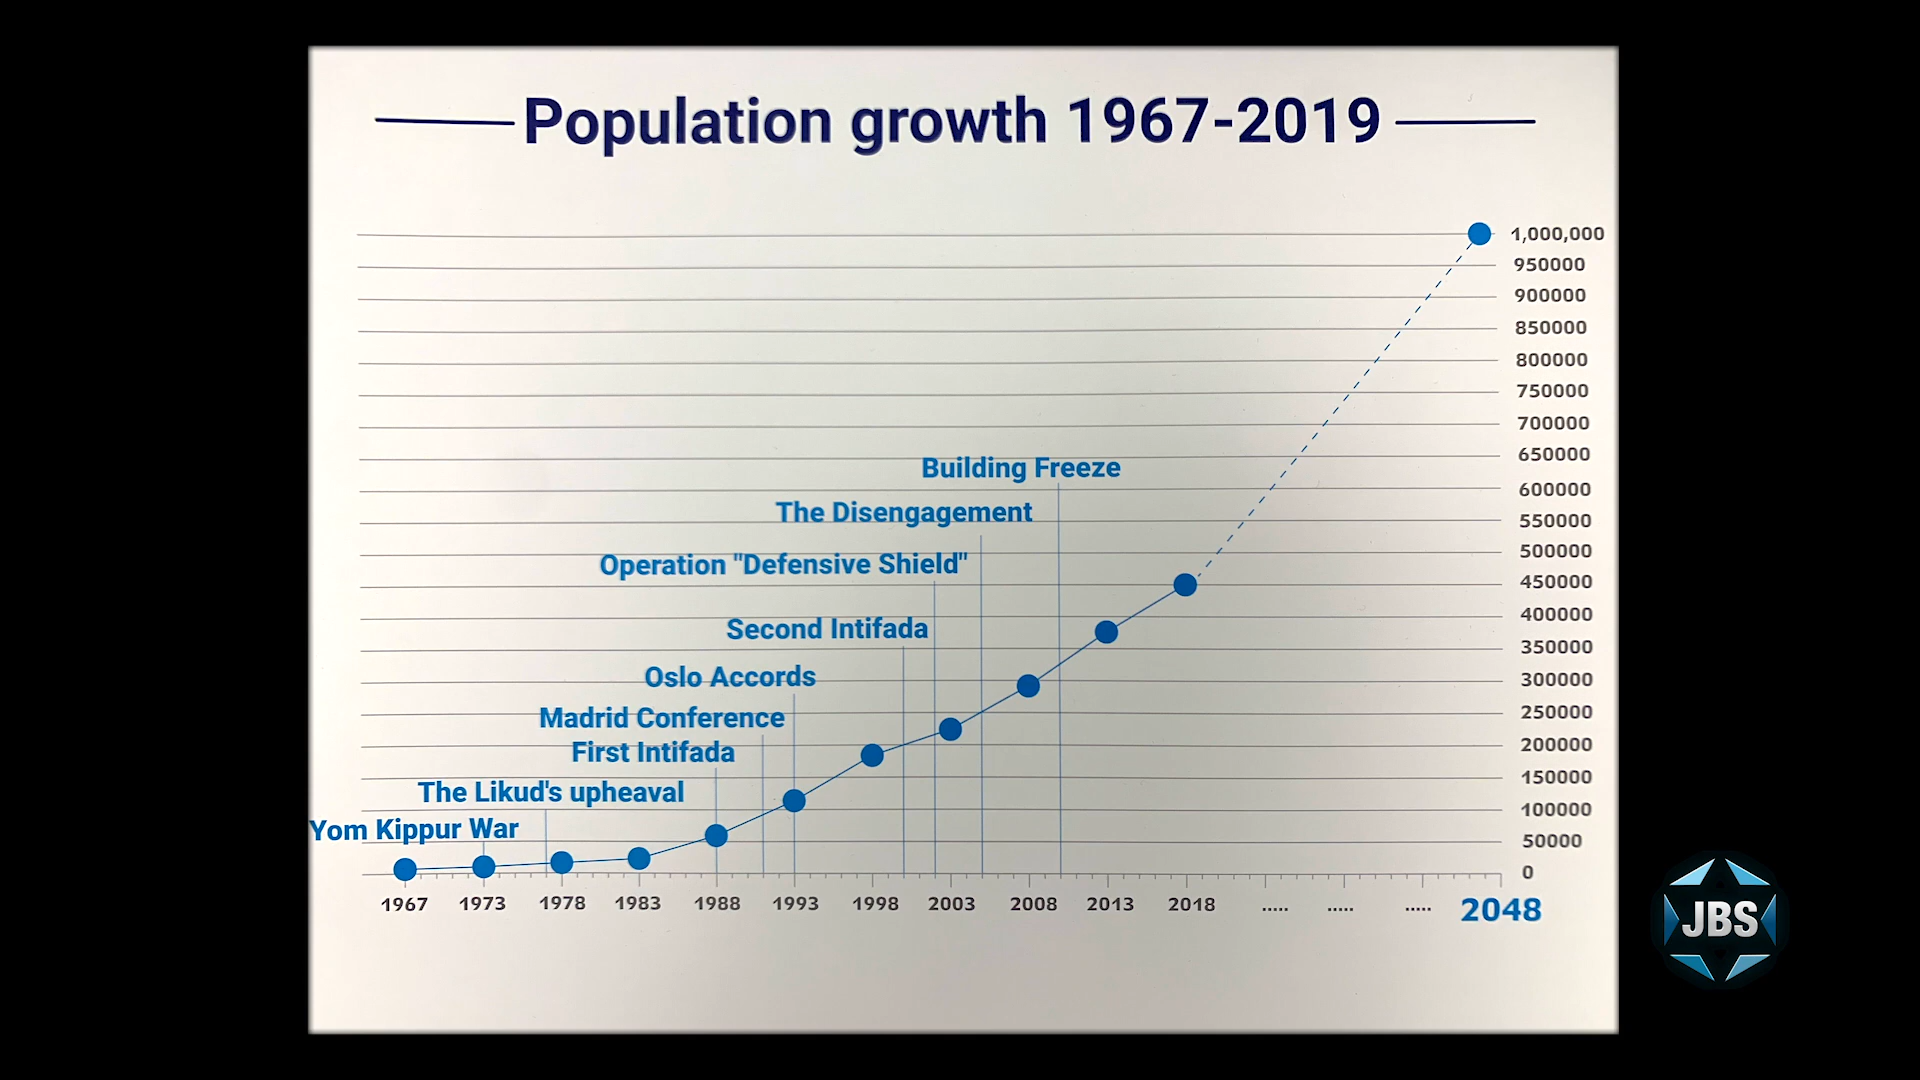 Population growth 1967-2019
1,000,000
950000
900000
850000
800000
750000
700000
650000
600000
550000
500000
450000
400000
350000
300000
250000
200000
150000
100000
50000
0
Building Freeze
The Disengagement
Operation "Defensive Shield"
Second Intifada
Oslo Accords
Madrid Conference
First Intifada
The Likud's upheaval
Yom Kippur War
1967 1973 1978 1983 1988 1993 1998 2003 2008 2013 2018 ..... ..... ..... 2048
JBS